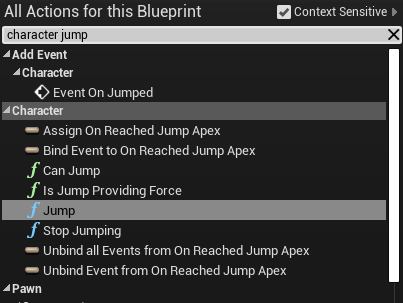 All Actions for this Blueprint
Context Sensitive
character jump
Add Event
Character
Event On Jumped
Character
Assign On Reached Jump Apex
Bind Event to On Reached Jump Apex
Can Jump
Is Jump Providing Force
Jump
Stop Jumping
Unbind all Events from On Reached Jump Apex
Unbind Event from On Reached Jump Apex
Pawn